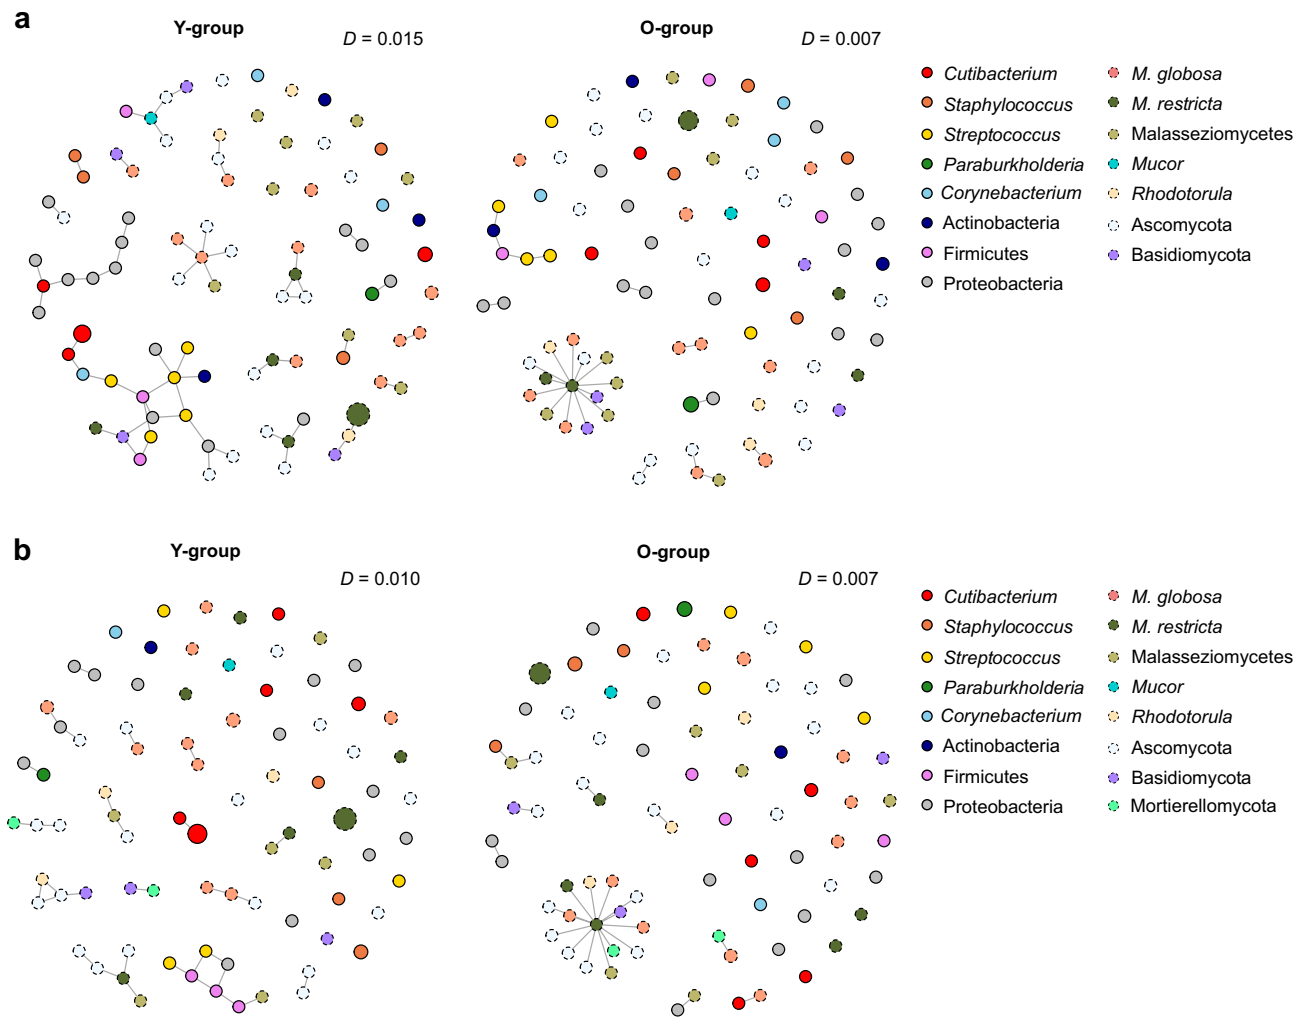 a
Y-group
D = 0.015
O-group
D = 0.007
Cutibacterium
Staphylococcus
Streptococcus
Paraburkholderia
Corynebacterium
Actinobacteria
Firmicutes
Proteobacteria
M. globosa
M. restricta
Malasseziomycetes
Mucor
Rhodotorula
Ascomycota
Basidiomycota
b
Y-group
D = 0.010
O-group
D = 0.007
Cutibacterium
Staphylococcus
Streptococcus
Paraburkholderia
Corynebacterium
Actinobacteria
Firmicutes
Proteobacteria
M. globosa
M. restricta
Malasseziomycetes
Mucor
Rhodotorula
Ascomycota
Basidiomycota
Mortierellomycota